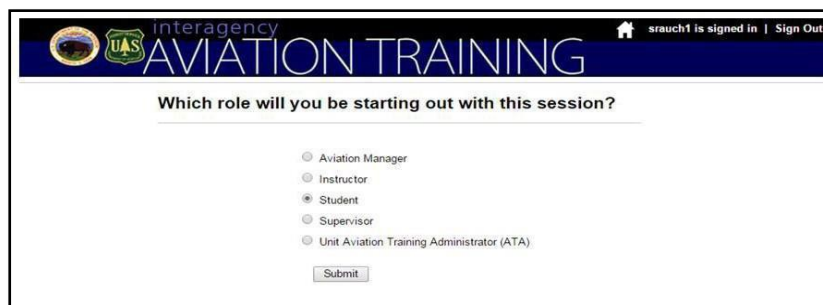 interagency
AVIATION TRAINING
UAS
srauch1 is signed in | Sign Out
Which role will you be starting out with this session?
Aviation Manager
Instructor
Student
Supervisor
Unit Aviation Training Administrator (ATA)
Submit